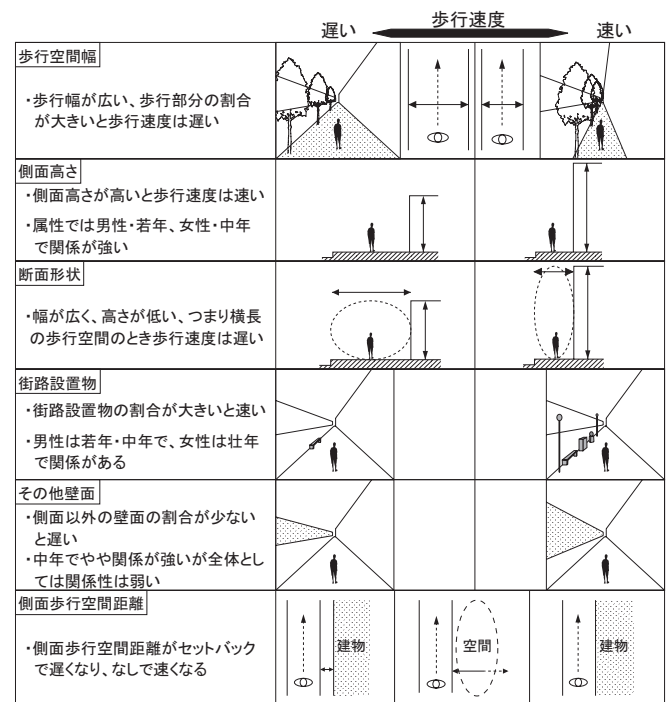 歩行速度
遅い
速い
歩行空間幅
・歩行幅が広い、歩行部分の割合
が大きいと歩行速度は遅い
側面高さ
・側面高さが高いと歩行速度は速い
・属性では男性・若年、女性・中年
で関係が強い
断面形状
・幅が広く、高さが低い、つまり横長
の歩行空間のとき歩行速度は遅い
街路設置物
・街路設置物の割合が大きいと速い
・男性は若年・中年で、女性は壮年
で関係がある
その他壁面
・側面以外の壁面の割合が少ない
と遅い
・中年でやや関係が強いが全体とし
ては関係性は弱い
側面歩行空間距離
・側面歩行空間距離がセットバック
で遅くなり、なしで速くなる
建物
空間
建物